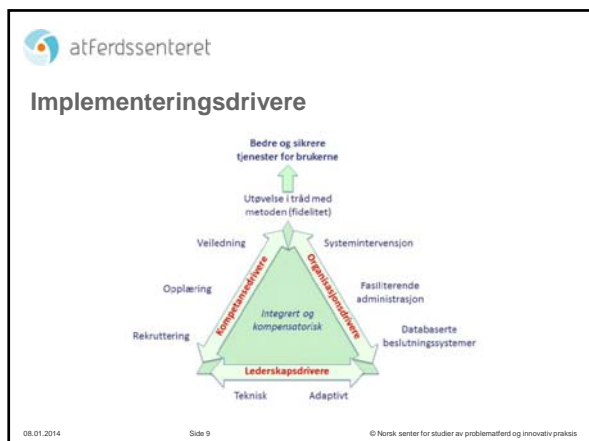 atferdssenteret
Implementeringsdrivere
Bedre og sikrere
tjenester for brukerne
Utøvelse i tråd med
metoden (fidelitet)
Veiledning
Systemintervensjon
Kompetansedrivere
Organisasjonsdrivere
Opplæring
Fasiliterende
administrasjon
Integrert og
kompensatorisk
Rekruttering
Databaserte
beslutningssystemer
Lederskapsdrivere
Teknisk
Adaptivt
08.01.2014
Side 9
© Norsk senter for studier av problematferd og innovativ praksis